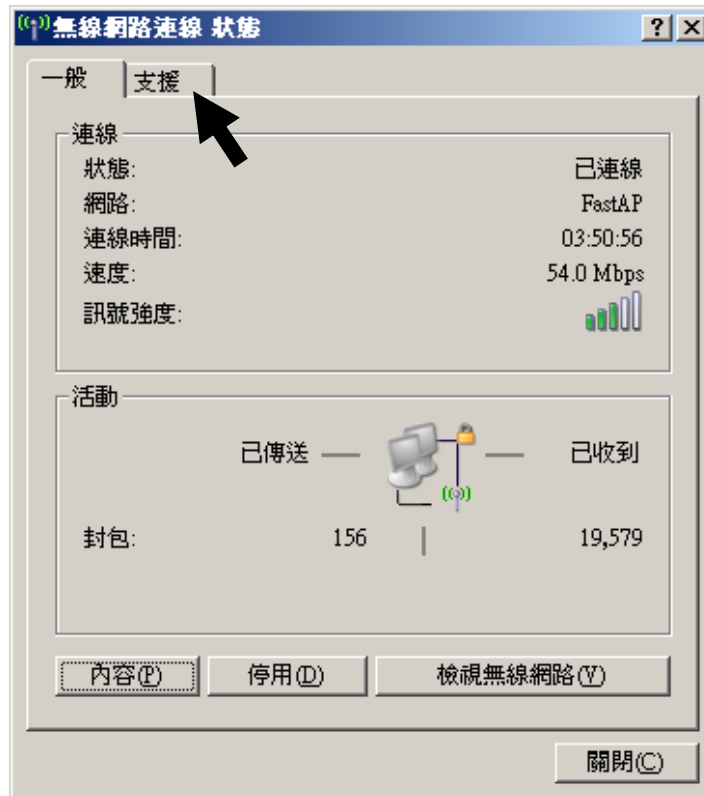 無線網路連線 狀態
一般 支援
連線
狀態: 已連線
網路: FastAP
連線時間: 03:50:56
速度: 54.0 Mbps
訊號強度:
活動
已傳送 已收到
封包: 156 19,579
內容(P) 停用(D) 檢視無線網路(V)
關閉(C)